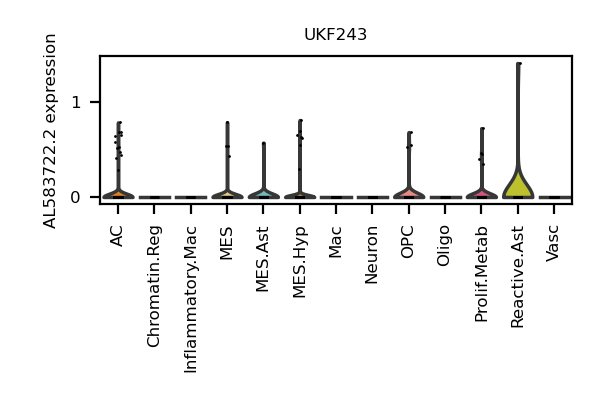 UKF243
AL583722.2 expression
1
0
AC
Chromatin.Reg
Inflammatory.Mac
MES
MES.Ast
MES.Hyp
Mac
Neuron
OPC
Oligo
Prolif.Metab
Reactive.Ast
Vasc